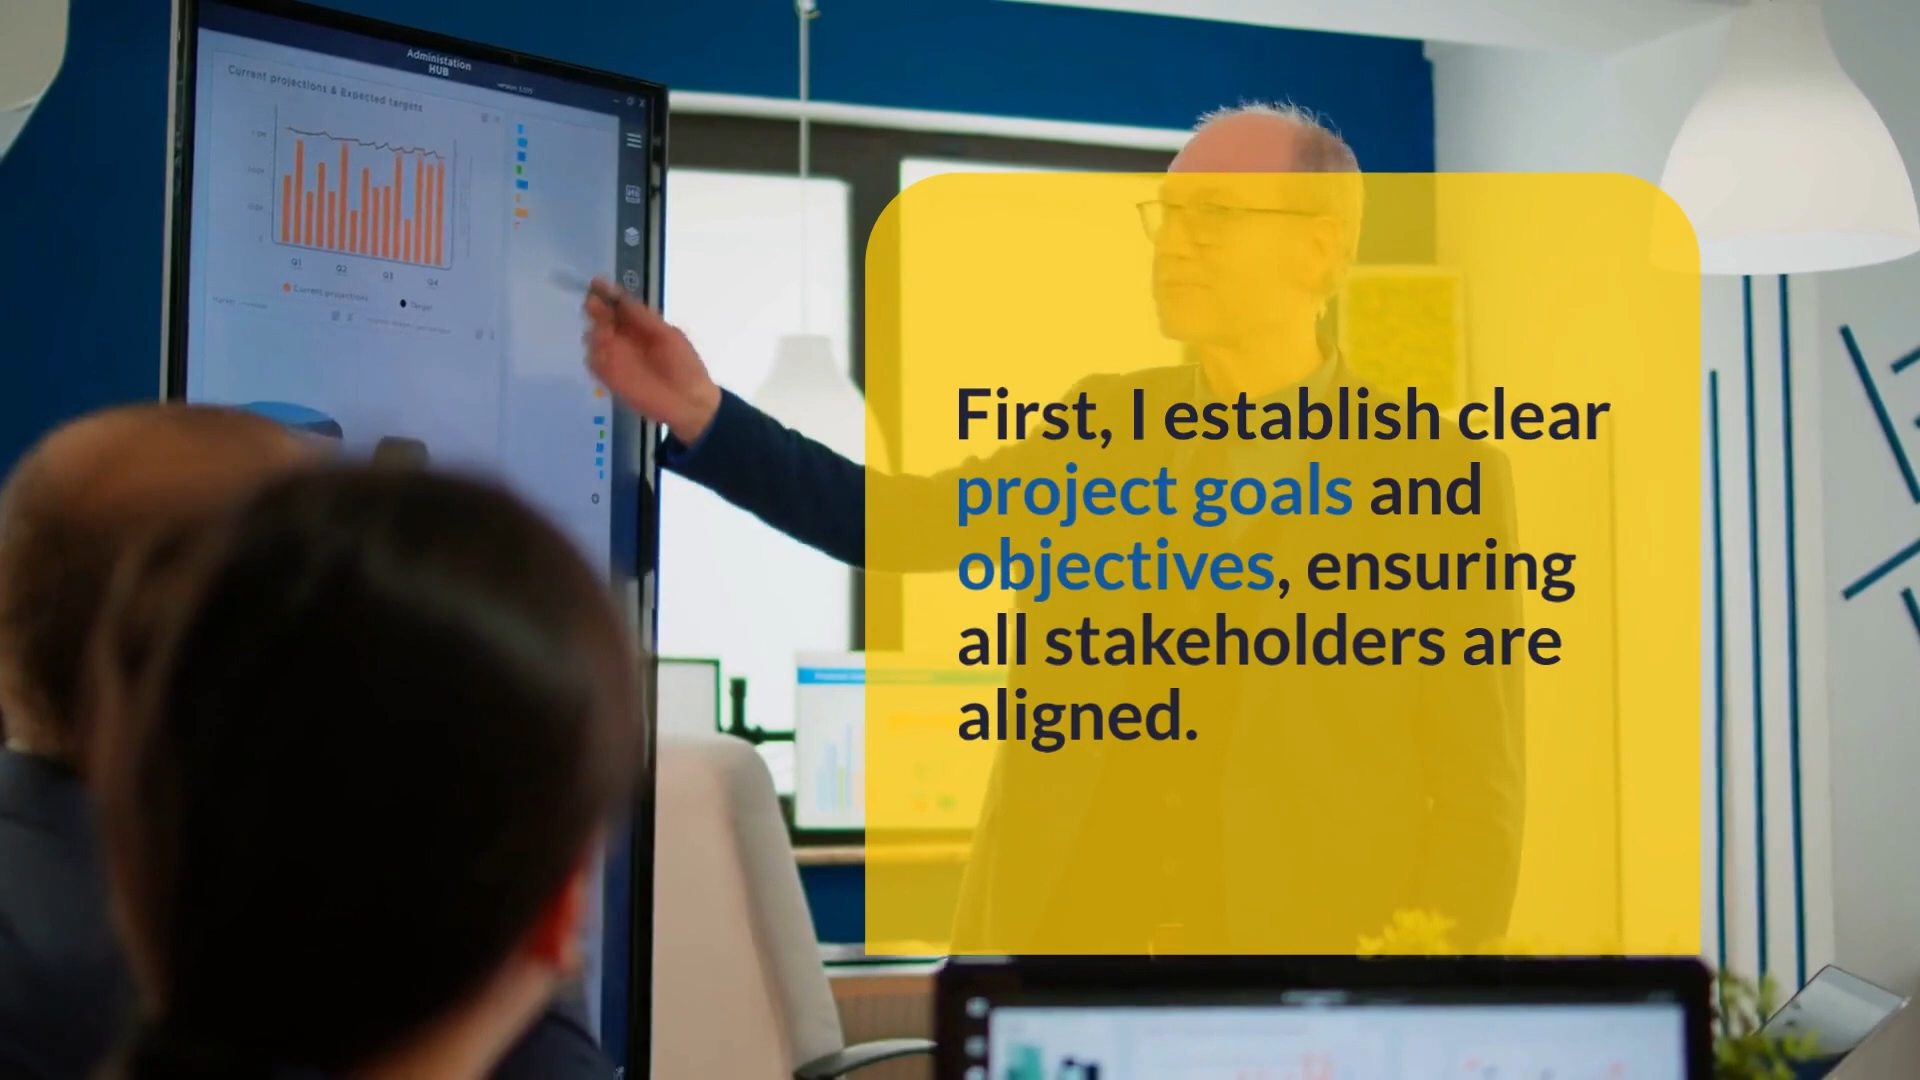 Administation
HUB
Current projections & Expected targets
Q1
Q2
Q3
Q4
Current projections
Target
First, I establish clear
project goals and
objectives, ensuring
all stakeholders are
aligned.